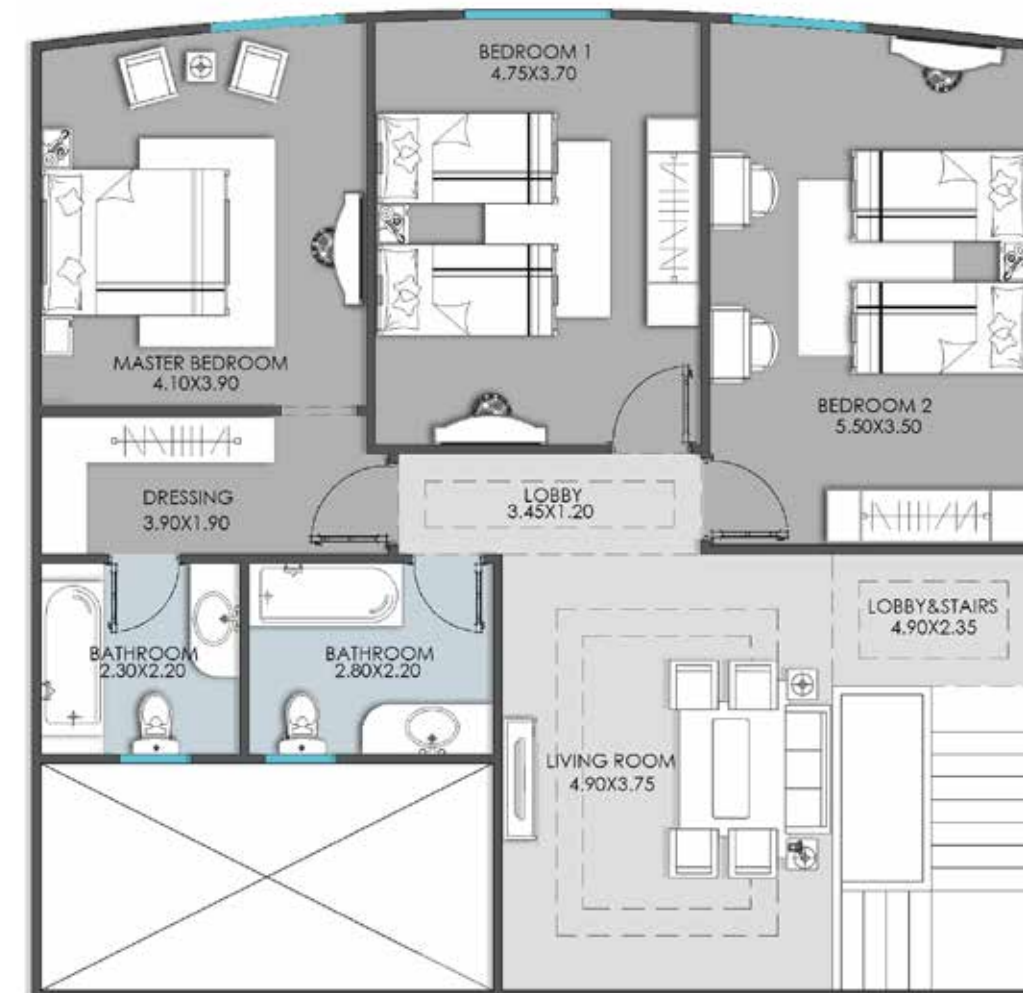 BEDROOM 1
4.75X3.70
MASTER BEDROOM
4.10X3.90
BEDROOM 2
5.50X3.50
DRESSING
3.90X1.90
LOBBY
3.45X1.20
LOBBY&STAIRS
4.90X2.35
BATHROOM
2.30X2.20
BATHROOM
2.80X2.20
LIVING ROOM
4.90X3.75